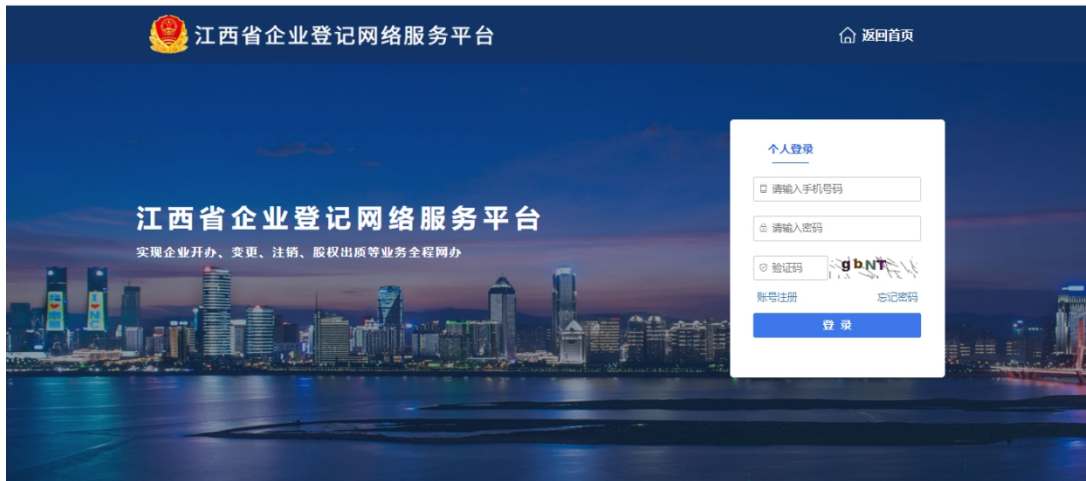 江西省企业登记网络服务平台
返回首页
个人登录
请输入手机号码
江西省企业登记网络服务平台
请输入密码
实现企业开办、变更、注销、股权出质等业务全程网办
验证码 gbNT
账号注册 忘记密码
登 录